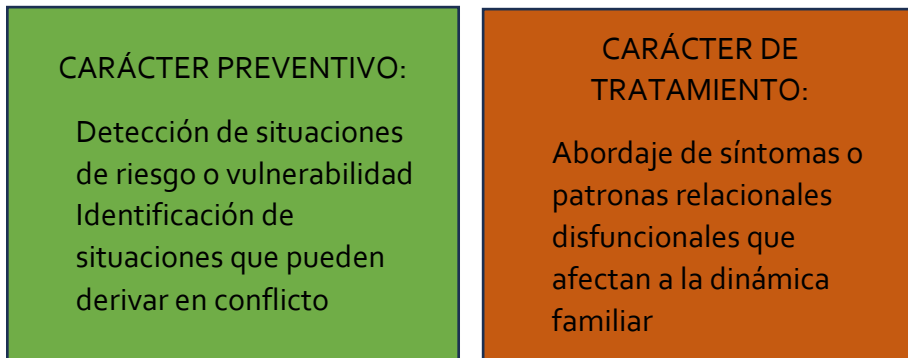 CARÁCTER PREVENTIVO:
Detección de situaciones
de riesgo o vulnerabilidad
Identificación de
situaciones que pueden
derivar en conflicto
CARÁCTER DE
TRATAMIENTO:
Abordaje de síntomas o
patronas relacionales
disfuncionales que
afectan a la dinámica
familiar